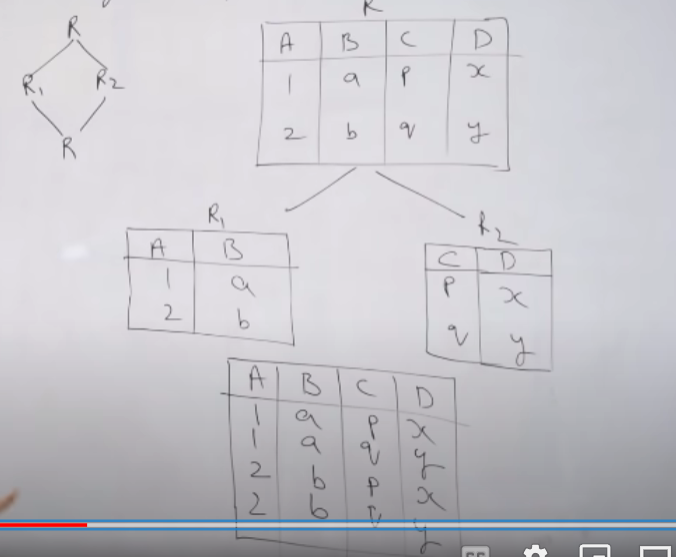 R
R
R₁ R₂
R
A B C D
1 a p x
2 b q y
R₁
A B
1 a
2 b
R₂
C D
p x
q y
A B C D
1 a p x
1 a q y
2 b p x
2 b q y